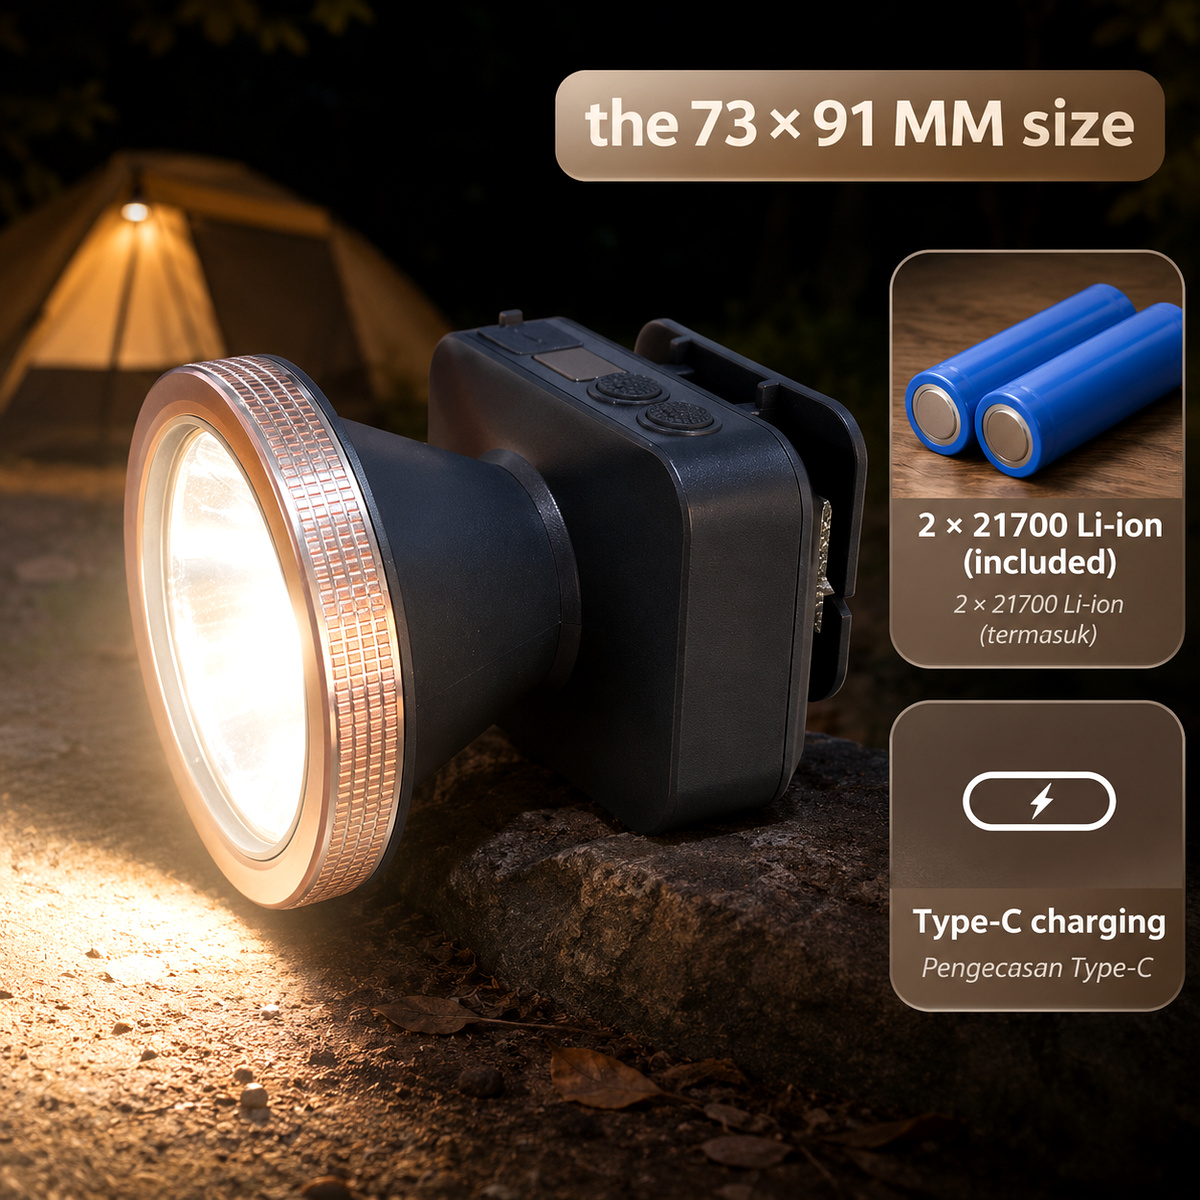 the 73 × 91 MM size
2 × 21700 Li-ion
(included)
2 × 21700 Li-ion
(termasuk)
Type-C charging
Pengecasan Type-C